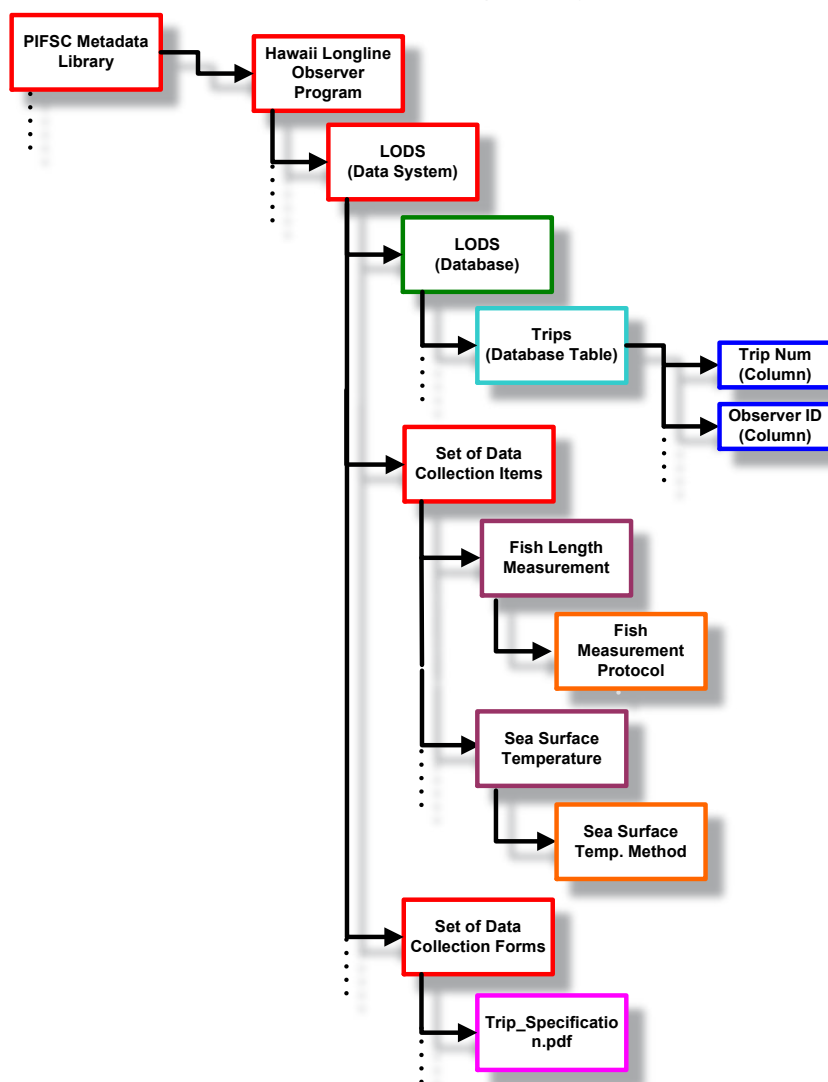 PIFSC Metadata
Library
Hawaii Longline
Observer
Program
LODS
(Data System)
LODS
(Database)
Trips
(Database Table)
Trip Num
(Column)
Observer ID
(Column)
Set of Data
Collection Items
Fish Length
Measurement
Fish
Measurement
Protocol
Sea Surface
Temperature
Sea Surface
Temp. Method
Set of Data
Collection Forms
Trip_Specificatio
n.pdf